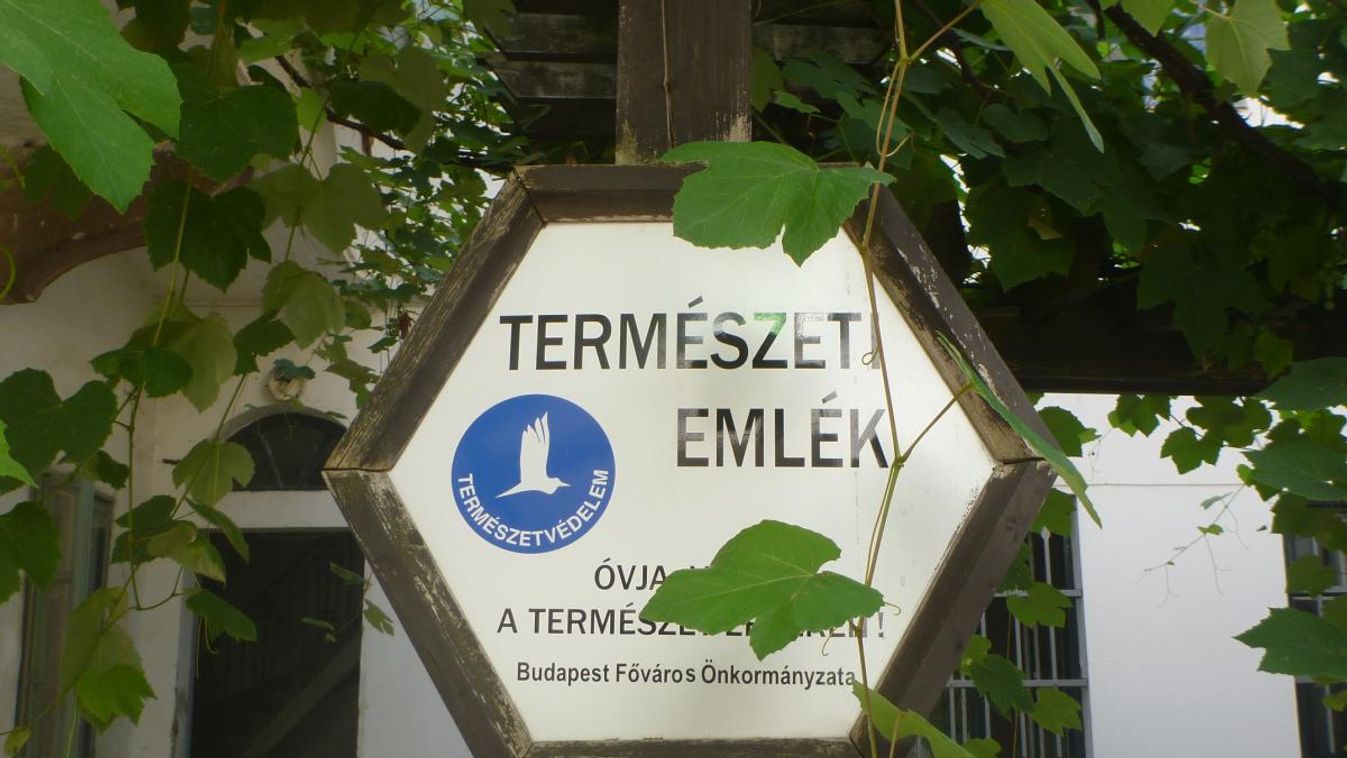 TERMÉSZETI
EMLÉK
TERMÉSZETVÉDELEM
ÓVJA
A
Budapest Főváros Önkormányzata